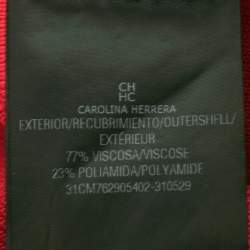 CH
HC
CAROLINA HERRERA
EXTERIOR/RECUBRIMIENTO/OUTERSHELL/
EXTÉRIEUR
77% VISCOSA/VISCOSE
23% POLIAMIDA/POLYAMIDE
31CM762905402-310529